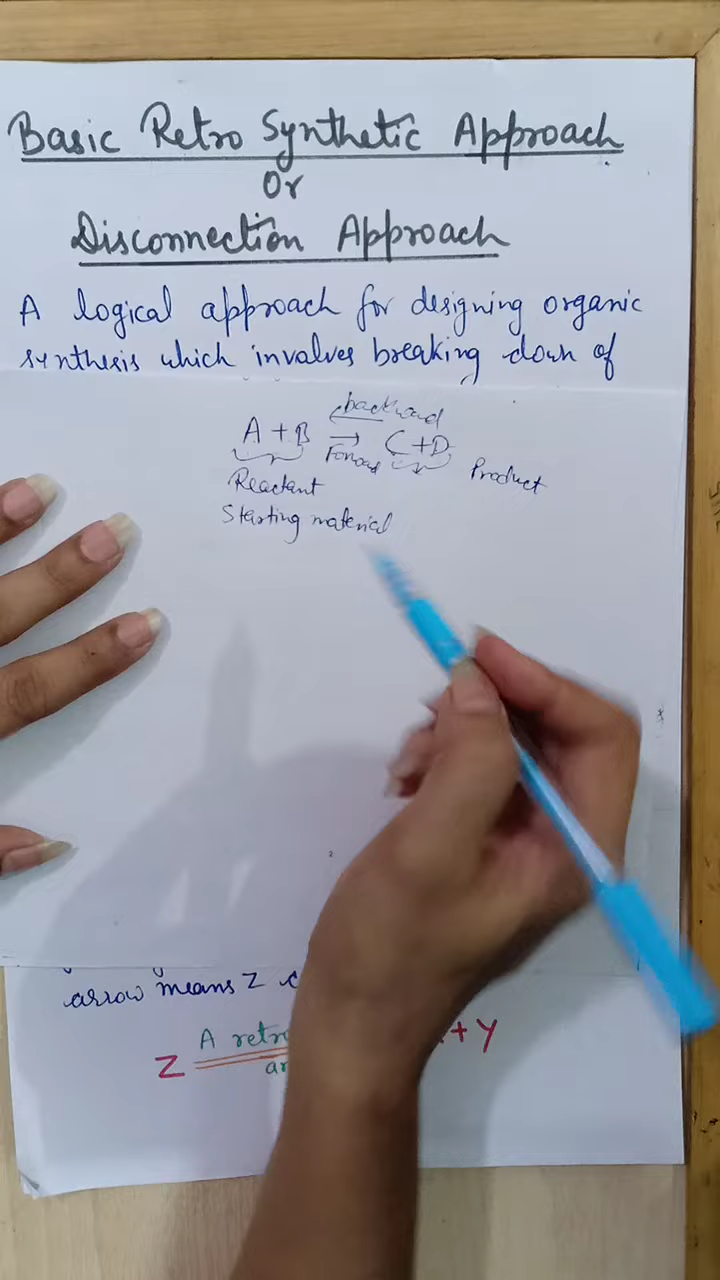 Basic Retro Synthetic Approach
Or
Disconnection Approach
A logical approach for designing organic
synthesis which involves breaking down of
backward
A + B → C + D
Forward
Reactant Product
Starting material
arrow means Z
A retro
Z + Y